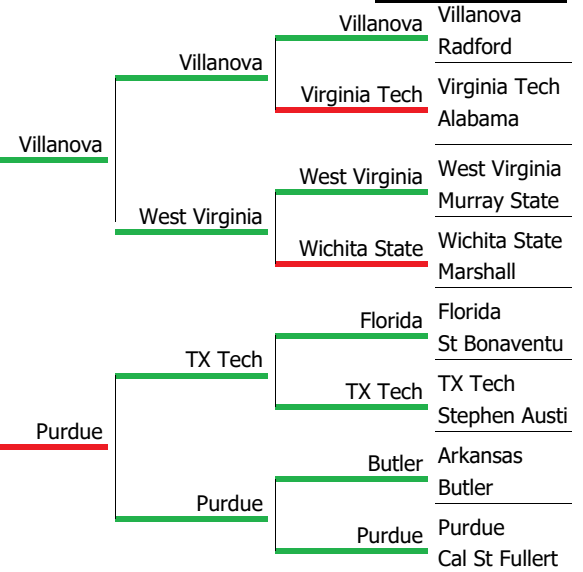 Villanova
Villanova
Radford
Villanova
Virginia Tech
Virginia Tech
Alabama
Villanova
West Virginia
West Virginia
Murray State
West Virginia
Wichita State
Wichita State
Marshall
Florida
Florida
St Bonaventu
TX Tech
TX Tech
TX Tech
Stephen Austi
Purdue
Butler
Arkansas
Butler
Purdue
Purdue
Purdue
Cal St Fullert